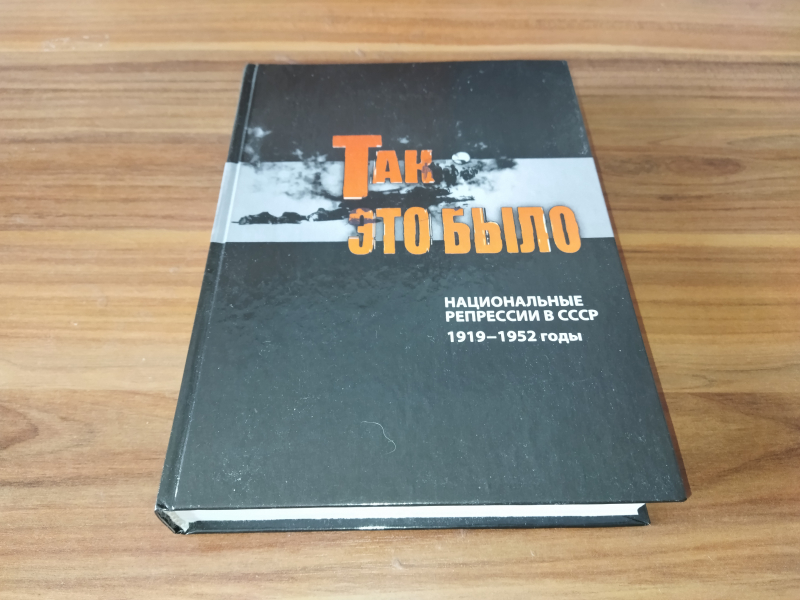 ТАК
ЭТО БЫЛО
НАЦИОНАЛЬНЫЕ
РЕПРЕССИИ В СССР
1919–1952 годы